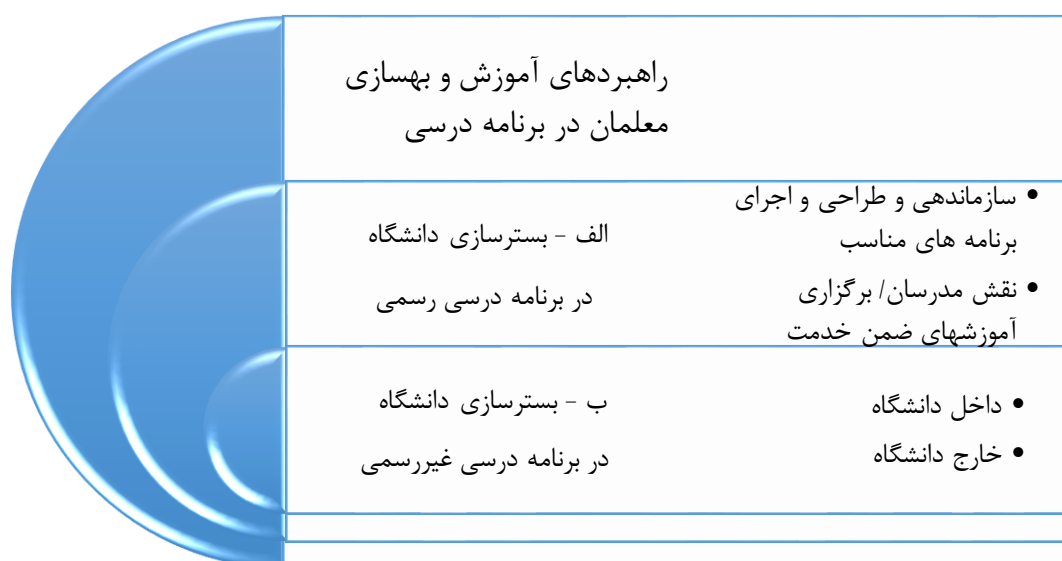 راهبردهای آموزش و بهسازی
معلمان در برنامه درسی
• سازماندهی و طراحی و اجرای
برنامه های مناسب
• نقش مدرسان/ برگزاری
آموزشهای ضمن خدمت
الف - بسترسازی دانشگاه
در برنامه درسی رسمی
• داخل دانشگاه
• خارج دانشگاه
ب - بسترسازی دانشگاه
در برنامه درسی غیررسمی